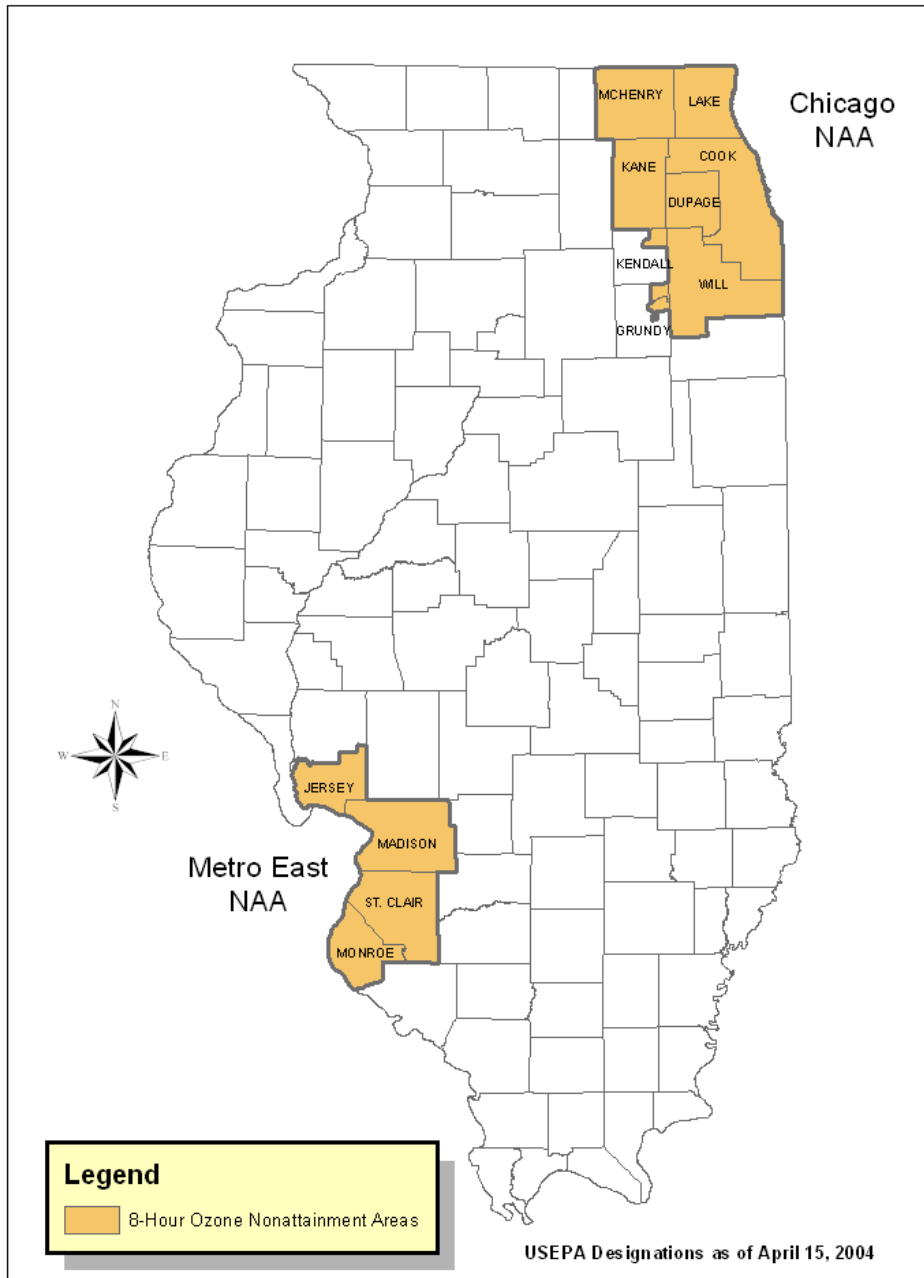 Chicago
NAA
MCHENRY
LAKE
COOK
KANE
DUPAGE
KENDALL
WILL
GRUNDY
N
W
E
S
JERSEY
MADISON
Metro East
NAA
ST. CLAIR
MONROE
Legend
8-Hour Ozone Nonattainment Areas
USEPA Designations as of April 15, 2004